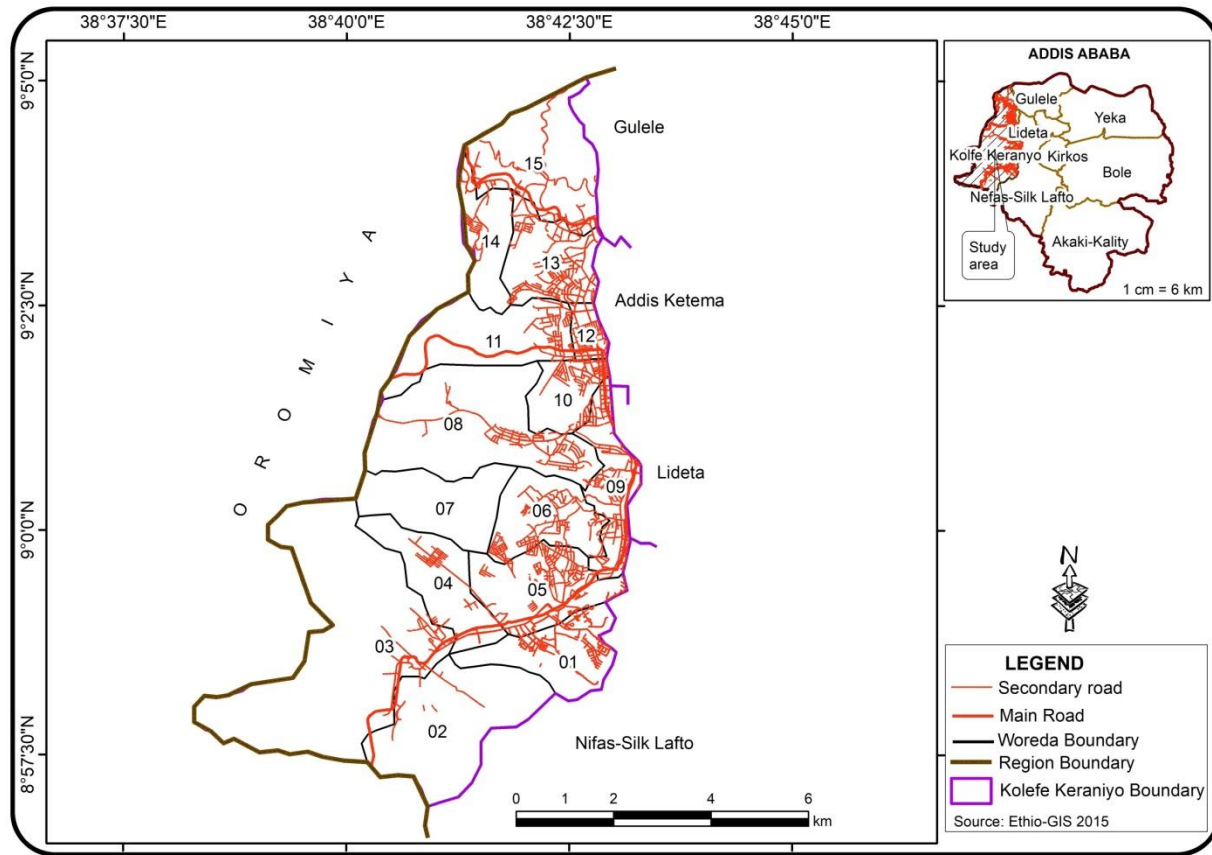 38°37'30"E 38°40'0"E 38°42'30"E 38°45'0"E
9°5'0"N
9°2'30"N
9°0'0"N
8°57'30"N
OROMIYA
Gulele
Addis Ketema
Lideta
Nifas-Silk Lafto
15
14
13
12
11
10
08
09
07
06
04
05
03
01
02
0 1 2 4 6
km
ADDIS ABABA
Gulele
Yeka
Lideta
Kolfe Keranyo
Kirkos
Bole
Nefas-Silk Lafto
Akaki-Kality
Study
area
1 cm = 6 km
N
LEGEND
Secondary road
Main Road
Woreda Boundary
Region Boundary
Kolefe Keraniyo Boundary
Source: Ethio-GIS 2015